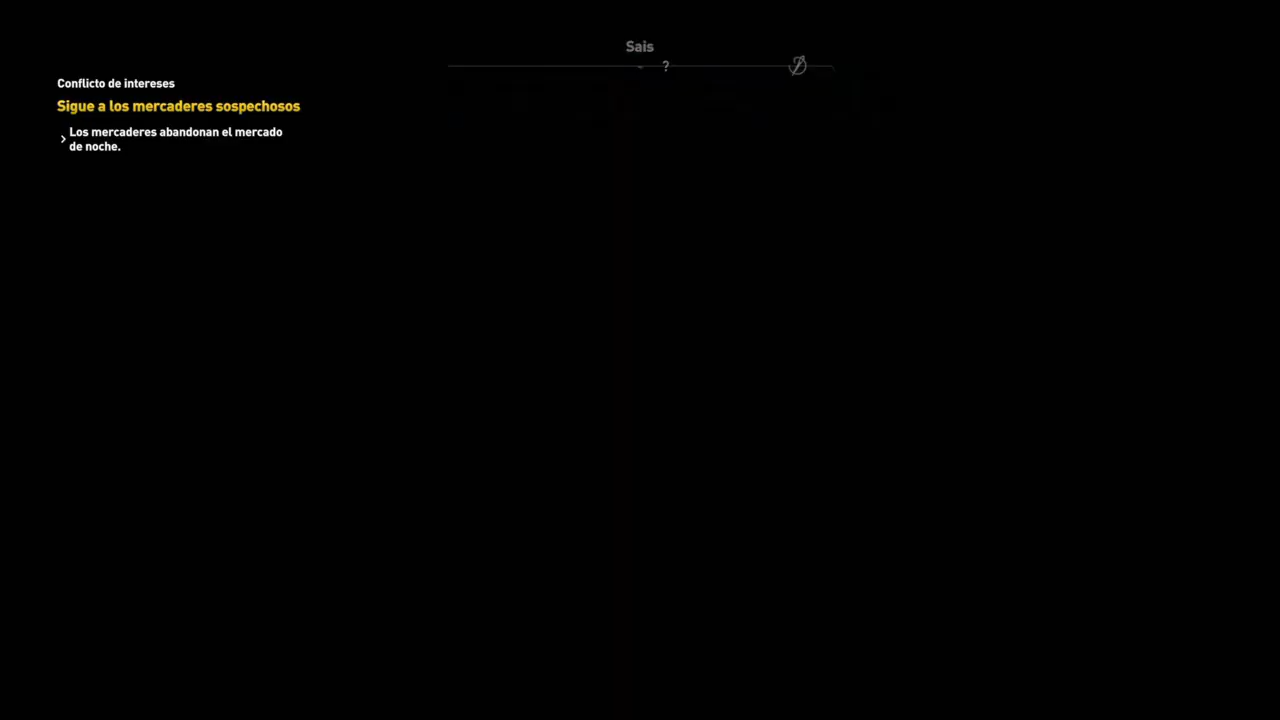 Sais
?
Conflicto de intereses
Sigue a los mercaderes sospechosos
Los mercaderes abandonan el mercado
de noche.